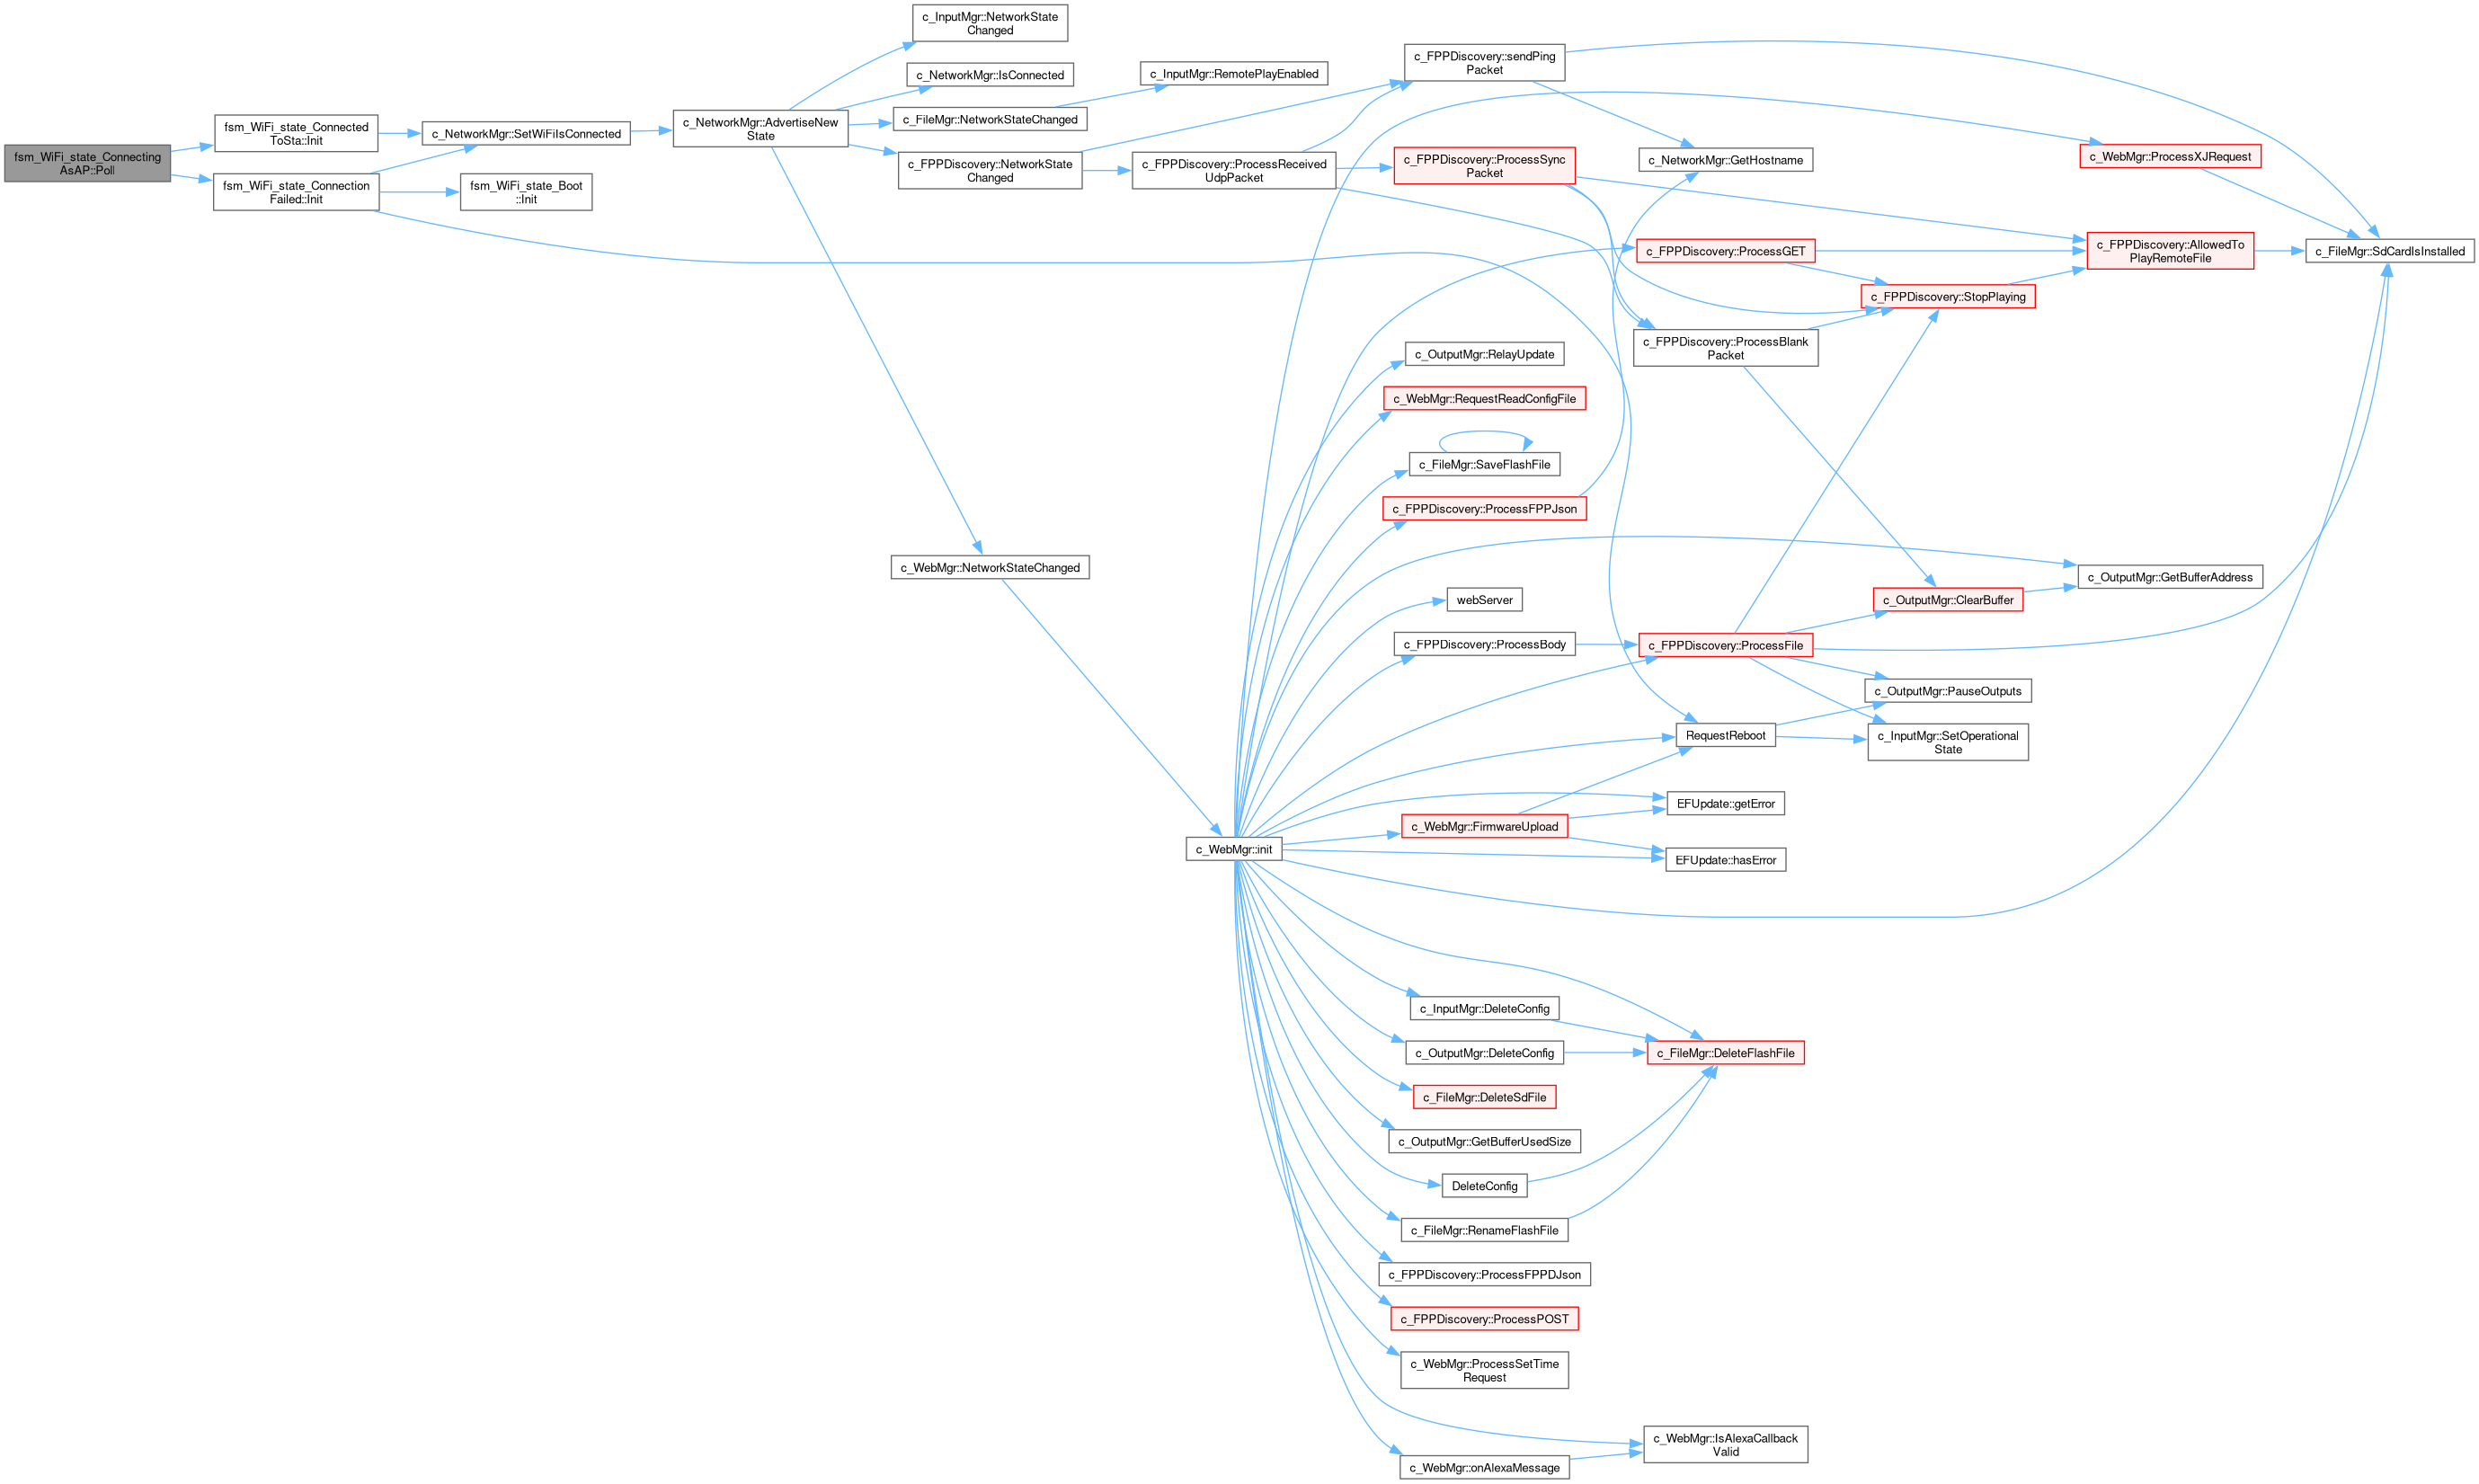 fsm_WiFi_state_Connecting
AsAP::Poll
fsm_WiFi_state_Connected
ToSta::Init
fsm_WiFi_state_Connection
Failed::Init
c_NetworkMgr::SetWiFiIsConnected
fsm_WiFi_state_Boot
::Init
c_NetworkMgr::AdvertiseNew
State
c_InputMgr::NetworkState
Changed
c_NetworkMgr::IsConnected
c_FileMgr::NetworkStateChanged
c_FPPDiscovery::NetworkState
Changed
c_WebMgr::NetworkStateChanged
c_InputMgr::RemotePlayEnabled
c_FPPDiscovery::ProcessReceived
UdpPacket
c_WebMgr::init
c_FPPDiscovery::sendPing
Packet
c_FPPDiscovery::ProcessSync
Packet
c_OutputMgr::RelayUpdate
c_WebMgr::RequestReadConfigFile
c_FileMgr::SaveFlashFile
c_FPPDiscovery::ProcessFPPJson
webServer
c_FPPDiscovery::ProcessBody
c_WebMgr::FirmwareUpload
c_InputMgr::DeleteConfig
c_OutputMgr::DeleteConfig
c_FileMgr::DeleteSdFile
c_OutputMgr::GetBufferUsedSize
DeleteConfig
c_FileMgr::RenameFlashFile
c_FPPDiscovery::ProcessFPPDJson
c_FPPDiscovery::ProcessPOST
c_WebMgr::ProcessSetTime
Request
c_WebMgr::onAlexaMessage
c_NetworkMgr::GetHostname
c_FPPDiscovery::ProcessGET
c_FPPDiscovery::ProcessBlank
Packet
c_FPPDiscovery::ProcessFile
RequestReboot
EFUpdate::getError
EFUpdate::hasError
c_FileMgr::DeleteFlashFile
c_WebMgr::IsAlexaCallback
Valid
c_FPPDiscovery::StopPlaying
c_OutputMgr::ClearBuffer
c_OutputMgr::PauseOutputs
c_InputMgr::SetOperational
State
c_WebMgr::ProcessXJRequest
c_FPPDiscovery::AllowedTo
PlayRemoteFile
c_OutputMgr::GetBufferAddress
c_FileMgr::SdCardIsInstalled